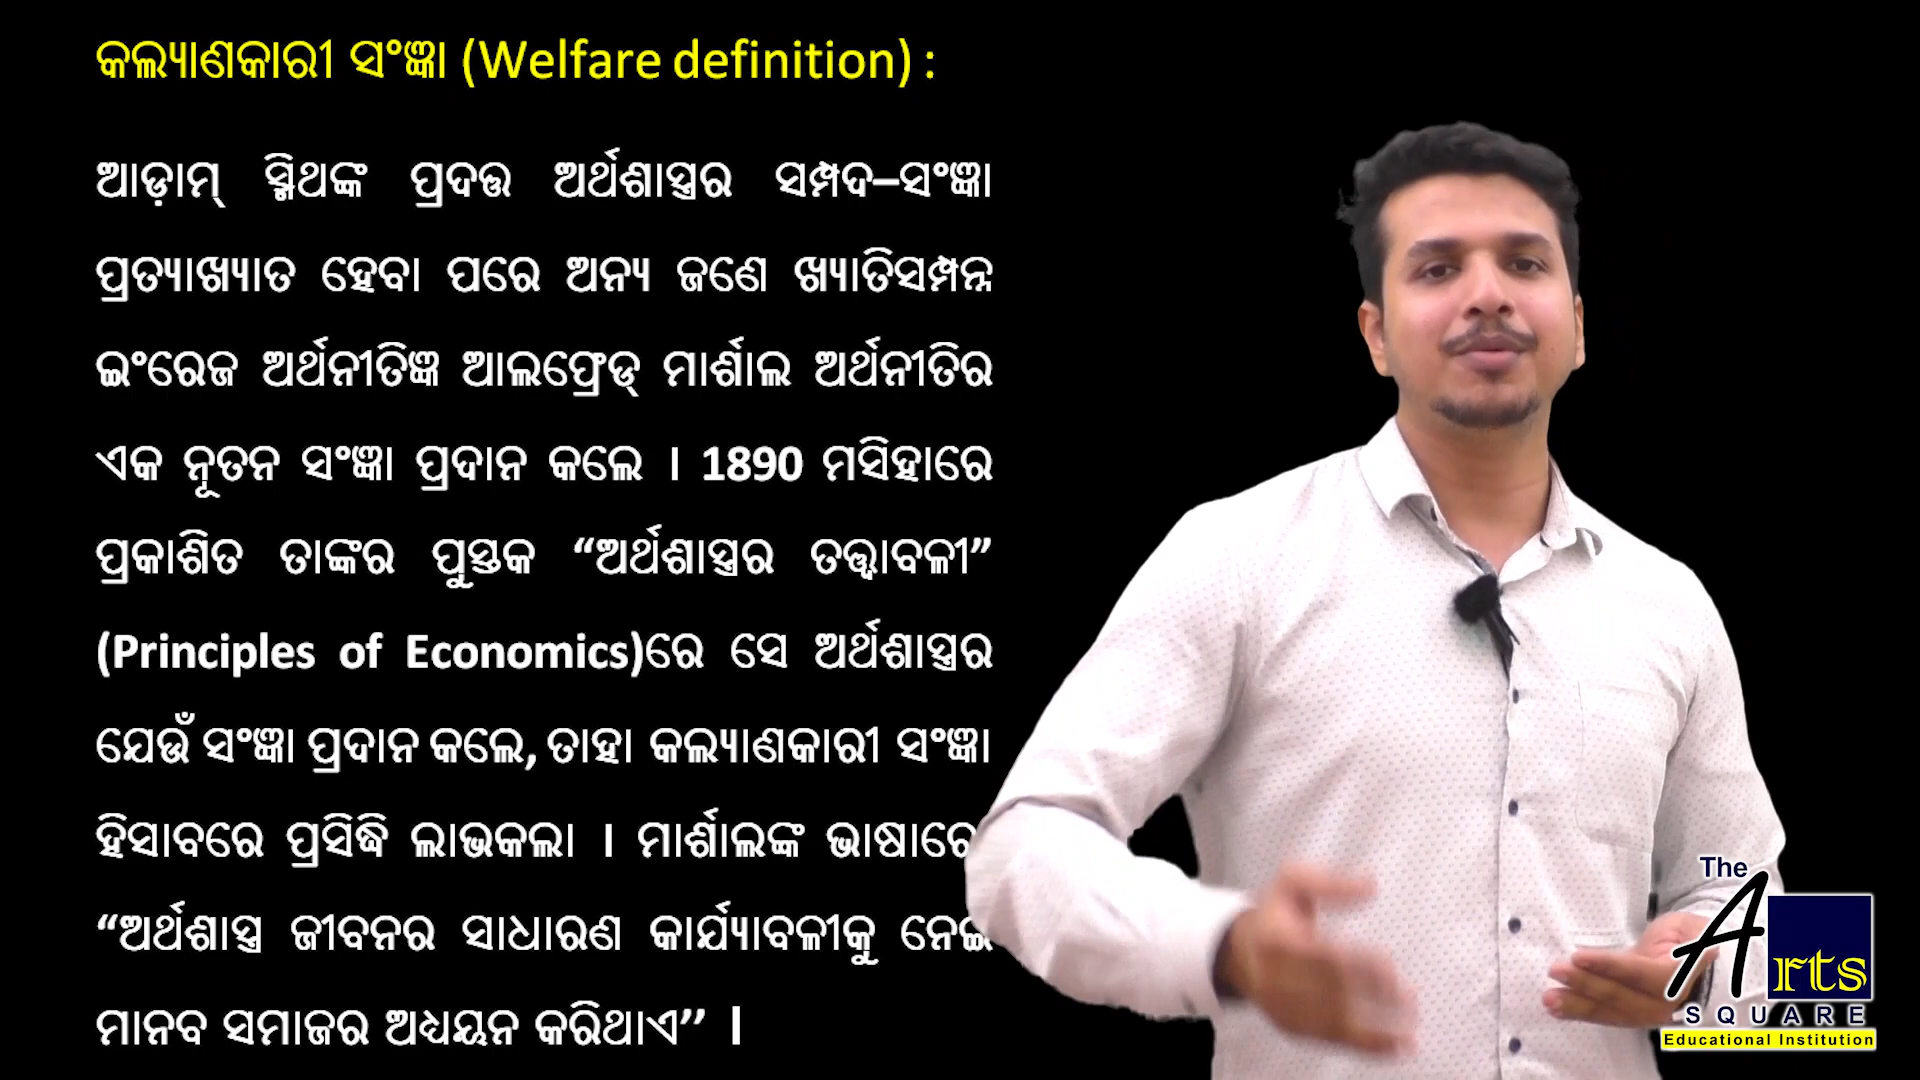 କଲ୍ୟାଣକାରୀ ସଂଜ୍ଞା (Welfare definition) :
ଆଡ଼ାମ୍ ସ୍ମିଥଙ୍କ ପ୍ରଦତ୍ତ ଅର୍ଥଶାସ୍ତ୍ରର ସମ୍ପଦ–ସଂଜ୍ଞା
ପ୍ରତ୍ୟାଖ୍ୟାତ ହେବା ପରେ ଅନ୍ୟ ଜଣେ ଖ୍ୟାତିସମ୍ପନ୍ନ
ଇଂରେଜ ଅର୍ଥନୀତିଜ୍ଞ ଆଲଫ୍ରେଡ୍ ମାର୍ଶାଲ ଅର୍ଥନୀତିର
ଏକ ନୂତନ ସଂଜ୍ଞା ପ୍ରଦାନ କଲେ । 1890 ମସିହାରେ
ପ୍ରକାଶିତ ତାଙ୍କର ପୁସ୍ତକ “ଅର୍ଥଶାସ୍ତ୍ରର ତତ୍ତ୍ୱାବଳୀ”
(Principles of Economics)ରେ ସେ ଅର୍ଥଶାସ୍ତ୍ରର
ଯେଉଁ ସଂଜ୍ଞା ପ୍ରଦାନ କଲେ, ତାହା କଲ୍ୟାଣକାରୀ ସଂଜ୍ଞା
ହିସାବରେ ପ୍ରସିଦ୍ଧି ଲାଭକଲା । ମାର୍ଶାଲଙ୍କ ଭାଷାରେ
“ଅର୍ଥଶାସ୍ତ୍ର ଜୀବନର ସାଧାରଣ କାର୍ଯ୍ୟାବଳୀକୁ ନେଇ
ମାନବ ସମାଜର ଅଧ୍ୟୟନ କରିଥାଏ’’ ।
The
Arts
SQUARE
Educational Institution